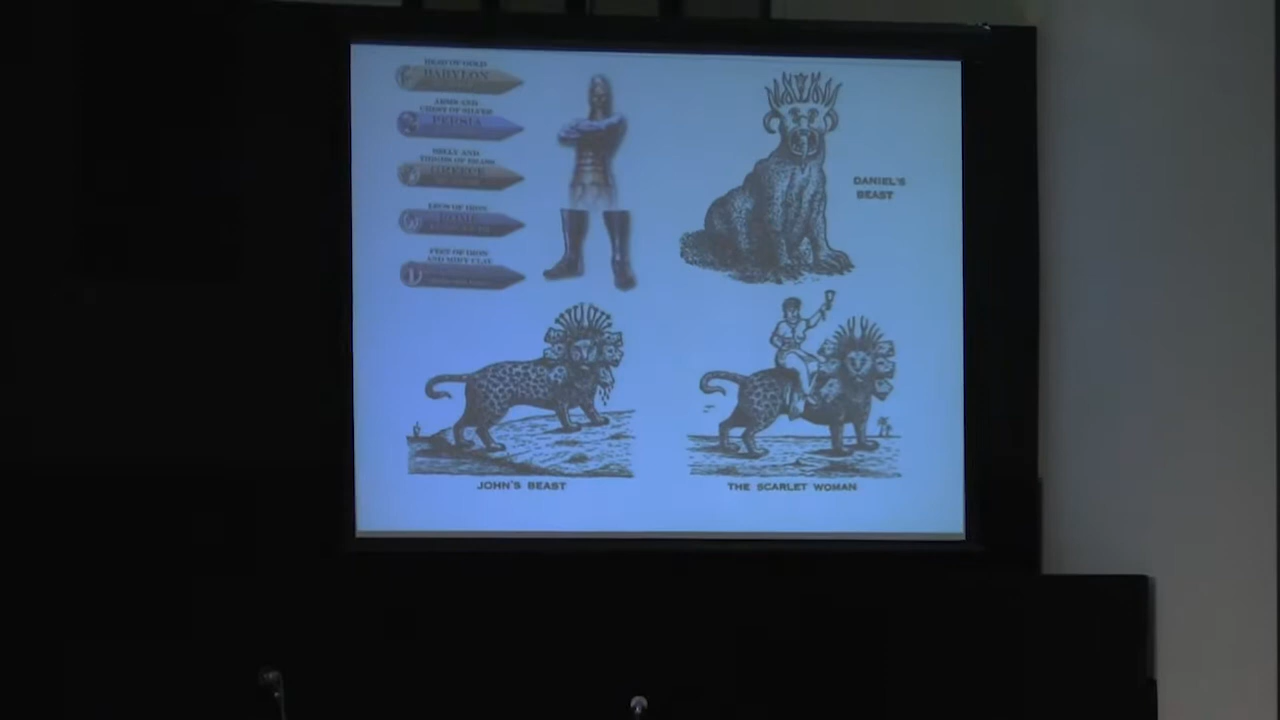 HEAD OF GOLD
BABYLON
ARMS AND
CHEST OF SILVER
PERSIA
BELLY AND
THIGHS OF BRASS
GREECE
LEGS OF IRON
FEET OF IRON
AND MIRY CLAY
DANIEL'S
BEAST
JOHN'S BEAST
THE SCARLET WOMAN